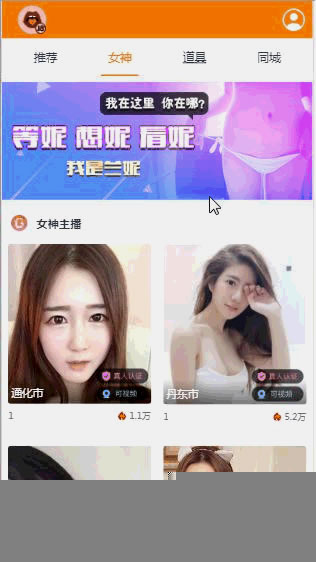 推荐 女神 道具 同城
我在这里 你在哪?
等妮 想妮 看妮
我是兰妮
女神主播
真人认证 真人认证
通化市 可视频 丹东市 可视频
1 1.1万 1 5.2万